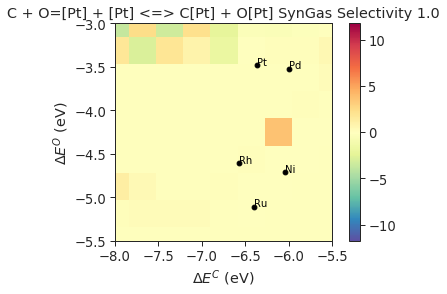 C + O=[Pt] + [Pt] <=> C[Pt] + O[Pt] SynGas Selectivity 1.0
−3.0
−3.5
−4.0
−4.5
−5.0
−5.5
ΔE^O (eV)
Pt
Pd
Rh
Ni
Ru
−8.0 −7.5 −7.0 −6.5 −6.0 −5.5
ΔE^C (eV)
10
5
0
−5
−10